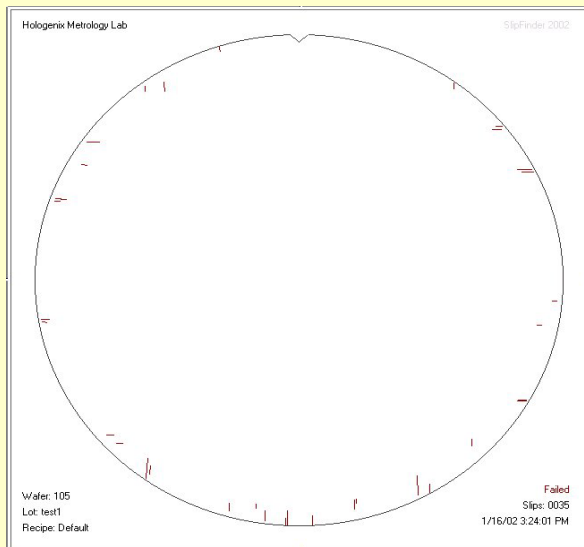 Hologenix Metrology Lab
SlipFinder 2002
Wafer: 105
Lot: test1
Recipe: Default
Failed
Slips: 0035
1/16/02 3:24:01 PM